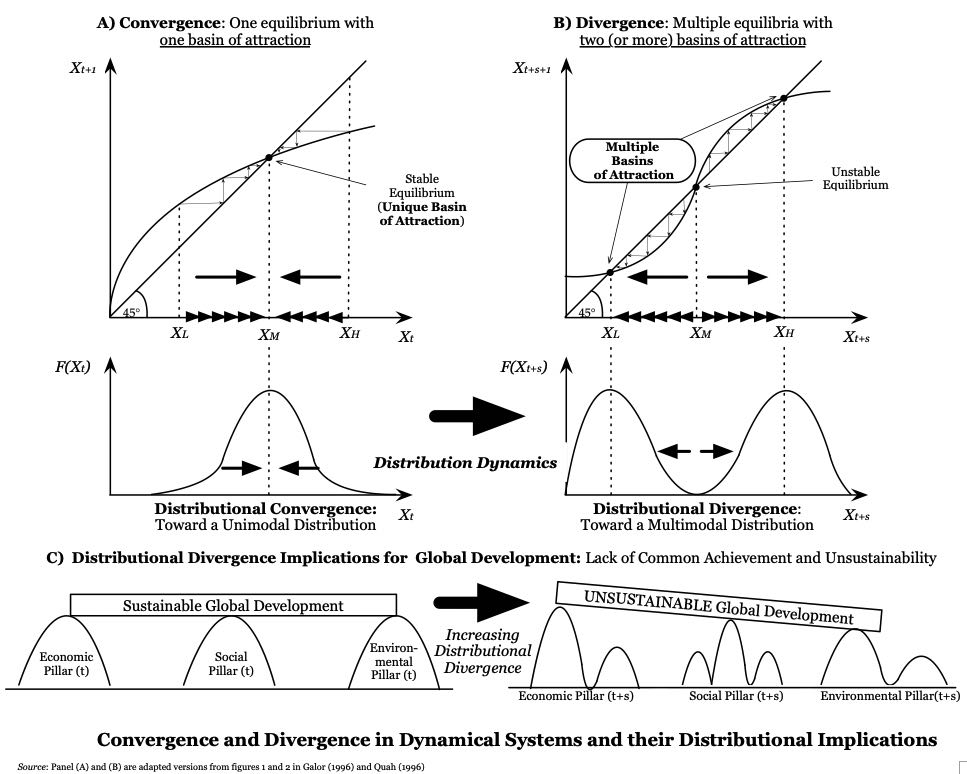 A) Convergence: One equilibrium with
one basin of attraction
B) Divergence: Multiple equilibria with
two (or more) basins of attraction
Xt+1
Stable
Equilibrium
(Unique Basin
of Attraction)
45°
XL
XM
XH
Xt
Xt+s+1
Multiple
Basins
of Attraction
Unstable
Equilibrium
45°
XL
XM
XH
Xt+s
F(Xt)
Distributional Convergence:
Toward a Unimodal Distribution
Xt
Distribution Dynamics
F(Xt+s)
Distributional Divergence:
Toward a Multimodal Distribution
Xt+s
C) Distributional Divergence Implications for Global Development: Lack of Common Achievement and Unsustainability
Sustainable Global Development
Economic
Pillar (t)
Social
Pillar (t)
Environ-
mental
Pillar (t)
Increasing
Distributional
Divergence
UNSUSTAINABLE Global Development
Economic Pillar (t+s)
Social Pillar (t+s)
Environmental Pillar(t+s)
Convergence and Divergence in Dynamical Systems and their Distributional Implications
Source: Panel (A) and (B) are adapted versions from figures 1 and 2 in Galor (1996) and Quah (1996)